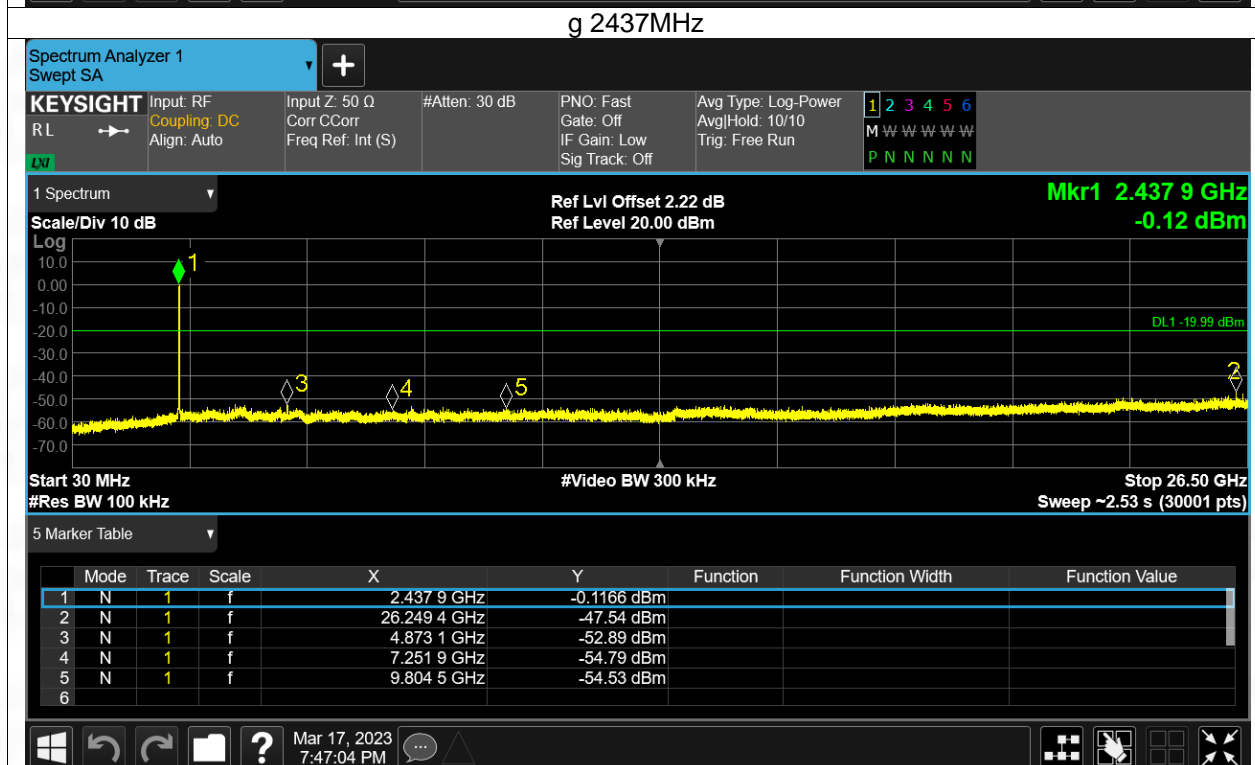 g 2437MHz
Spectrum Analyzer 1
Swept SA
KEYSIGHT
RL
LXI
Input: RF
Coupling: DC
Align: Auto
Input Z: 50 Ω
Corr CCorr
Freq Ref: Int (S)
#Atten: 30 dB
PNO: Fast
Gate: Off
IF Gain: Low
Sig Track: Off
Avg Type: Log-Power
Avg|Hold: 10/10
Trig: Free Run
1 2 3 4 5 6
M W W W W W
P N N N N N
1 Spectrum
Scale/Div 10 dB
Ref Lvl Offset 2.22 dB
Ref Level 20.00 dBm
Mkr1 2.437 9 GHz
-0.12 dBm
Log
10.0
0.00
-10.0
-20.0
-30.0
-40.0
-50.0
-60.0
-70.0
1
3
4
5
2
DL1 -19.99 dBm
Start 30 MHz
#Video BW 300 kHz
Stop 26.50 GHz
#Res BW 100 kHz
Sweep ~2.53 s (30001 pts)
5 Marker Table
Mode Trace Scale X Y Function Function Width Function Value
1 N 1 f 2.437 9 GHz -0.1166 dBm
2 N 1 f 26.249 4 GHz -47.54 dBm
3 N 1 f 4.873 1 GHz -52.89 dBm
4 N 1 f 7.251 9 GHz -54.79 dBm
5 N 1 f 9.804 5 GHz -54.53 dBm
6
?
Mar 17, 2023
7:47:04 PM